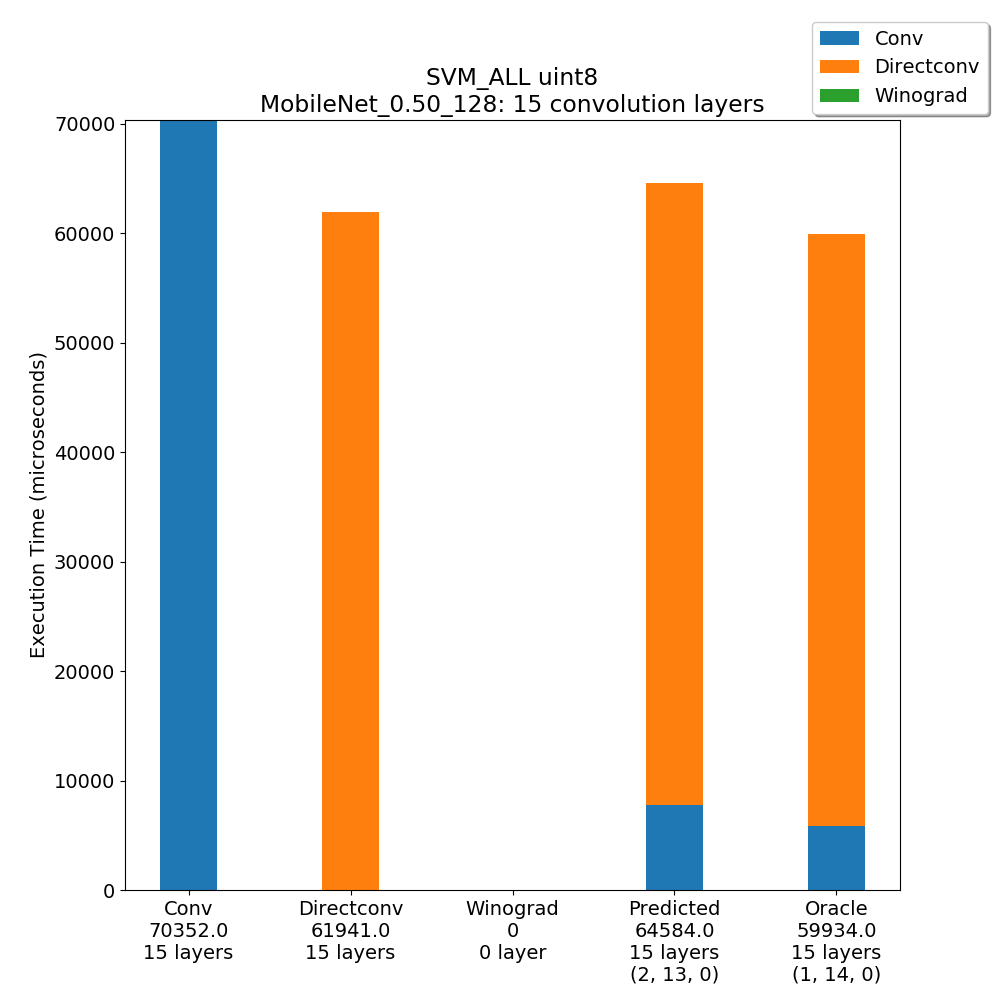 Conv
Directconv
Winograd
SVM_ALL uint8
MobileNet_0.50_128: 15 convolution layers
70000
60000
50000
40000
30000
20000
10000
0
Execution Time (microseconds)
Conv
70352.0
15 layers
Directconv
61941.0
15 layers
Winograd
0
0 layer
Predicted
64584.0
15 layers
(2, 13, 0)
Oracle
59934.0
15 layers
(1, 14, 0)